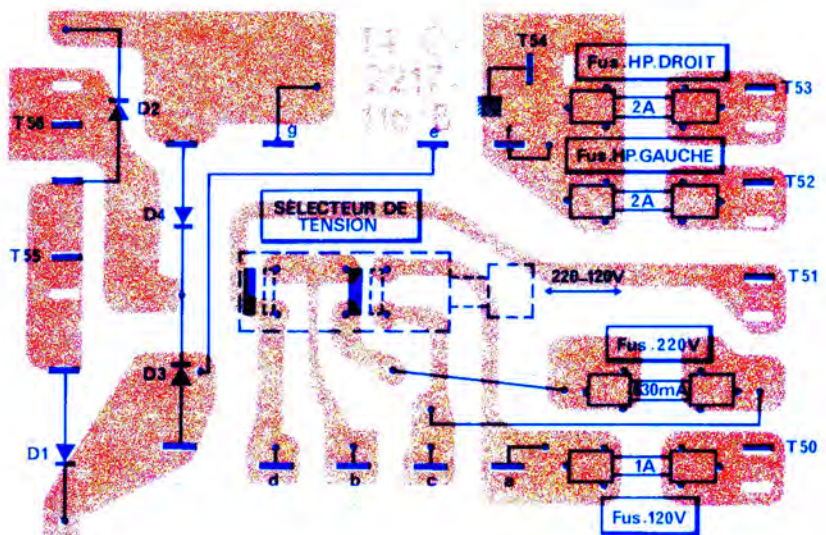 T54
Fus.HP.DROIT
T53
D2
2A
T56
g
e
f
Fus.HP.GAUCHE
T52
SÉLECTEUR DE
TENSION
D4
2A
T55
220-120V
T51
Fus.220V
D3
630mA
D1
T50
d
b
c
a
1A
Fus.120V